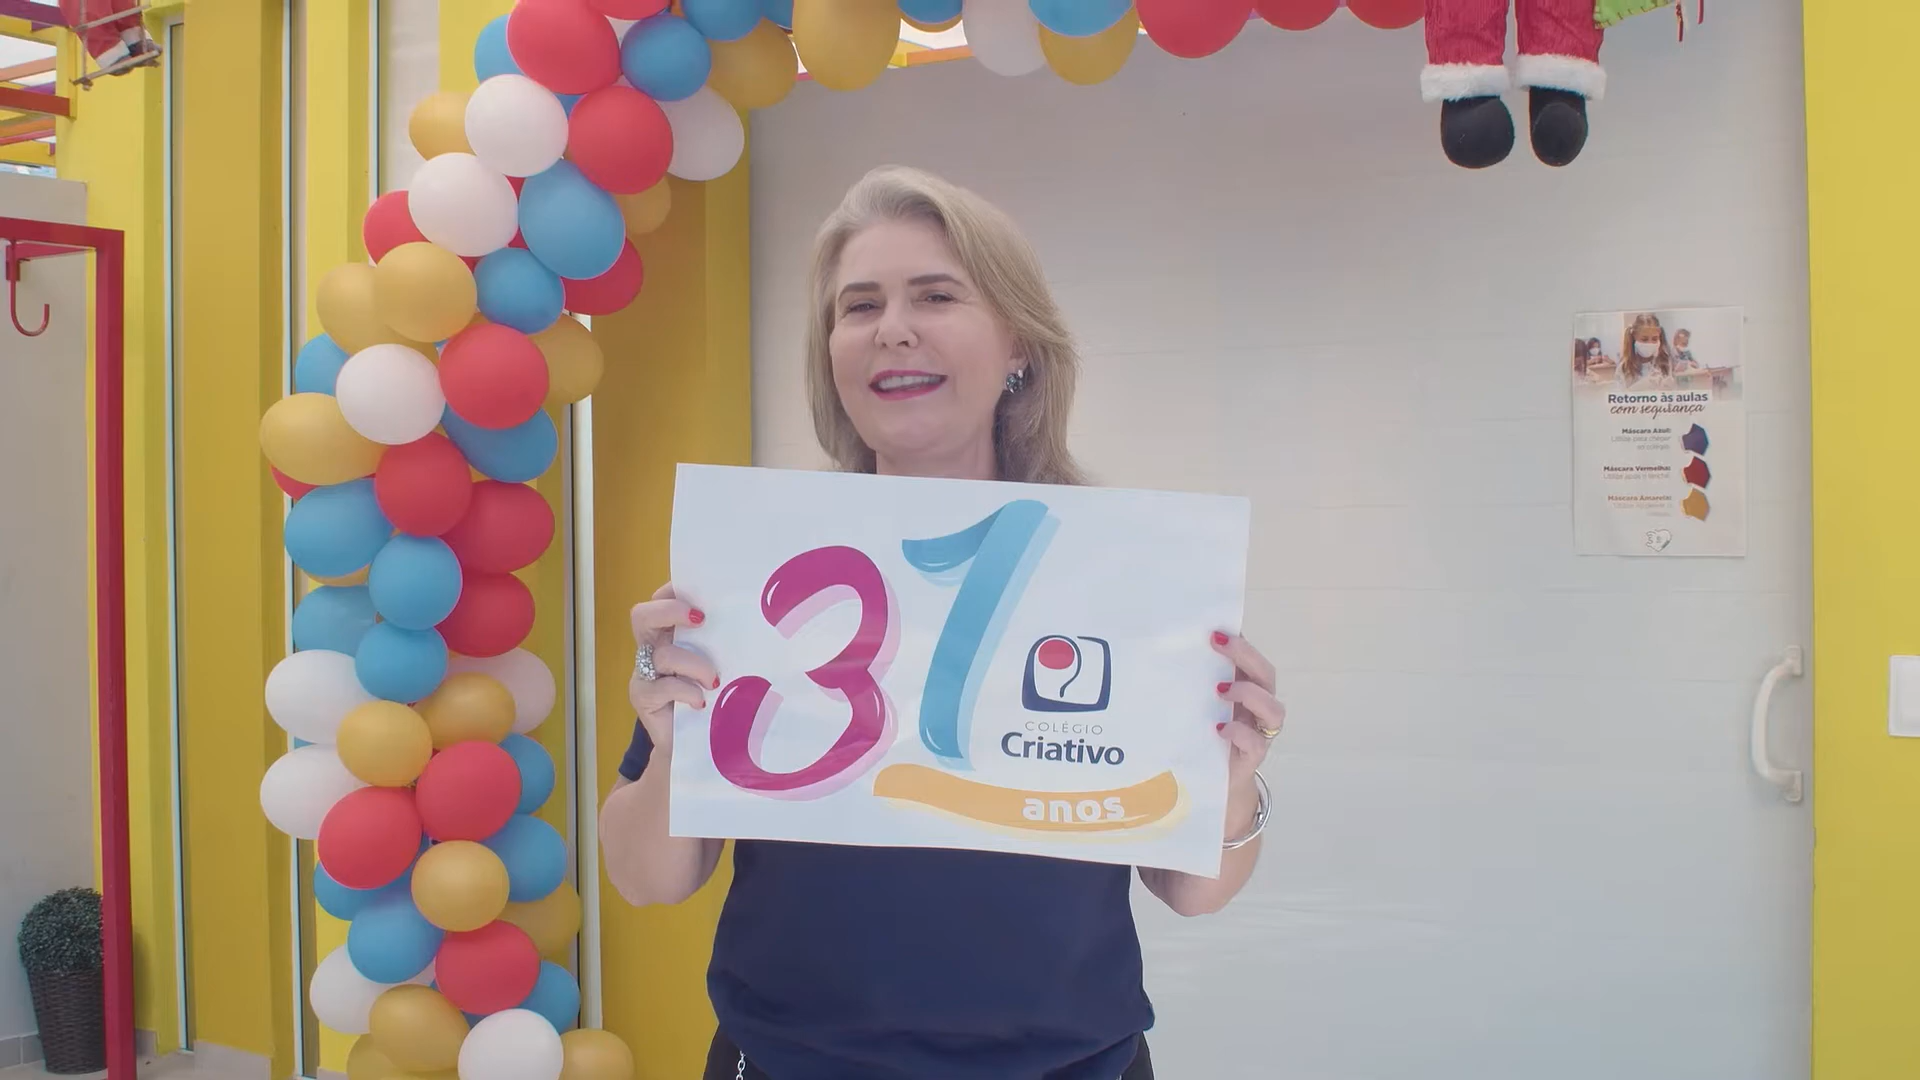 31
COLÉGIO
Criativo
anos
Retorno às aulas
com segurança
Máscara Azul:
Máscara Vermelha:
Máscara Amarela: